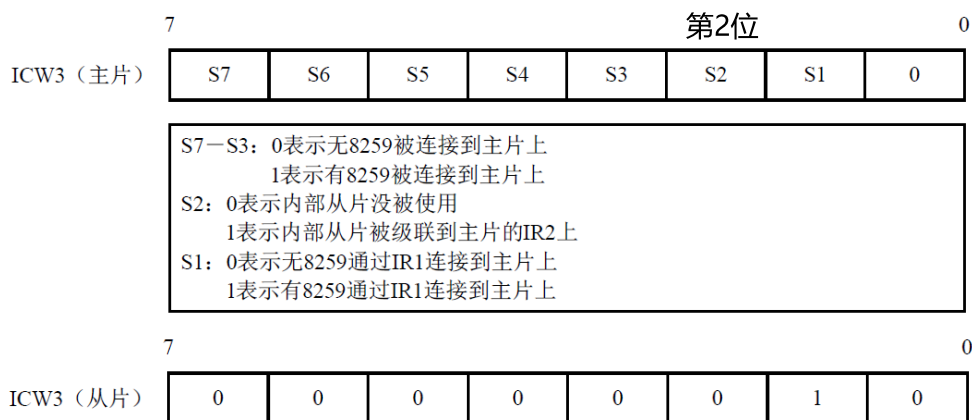 第2位
7 0
ICW3（主片） S7 S6 S5 S4 S3 S2 S1 0
S7－S3：0表示无8259被连接到主片上
1表示有8259被连接到主片上
S2：0表示内部从片没被使用
1表示内部从片被级联到主片的IR2上
S1：0表示无8259通过IR1连接到主片上
1表示有8259通过IR1连接到主片上
7 0
ICW3（从片） 0 0 0 0 0 0 1 0